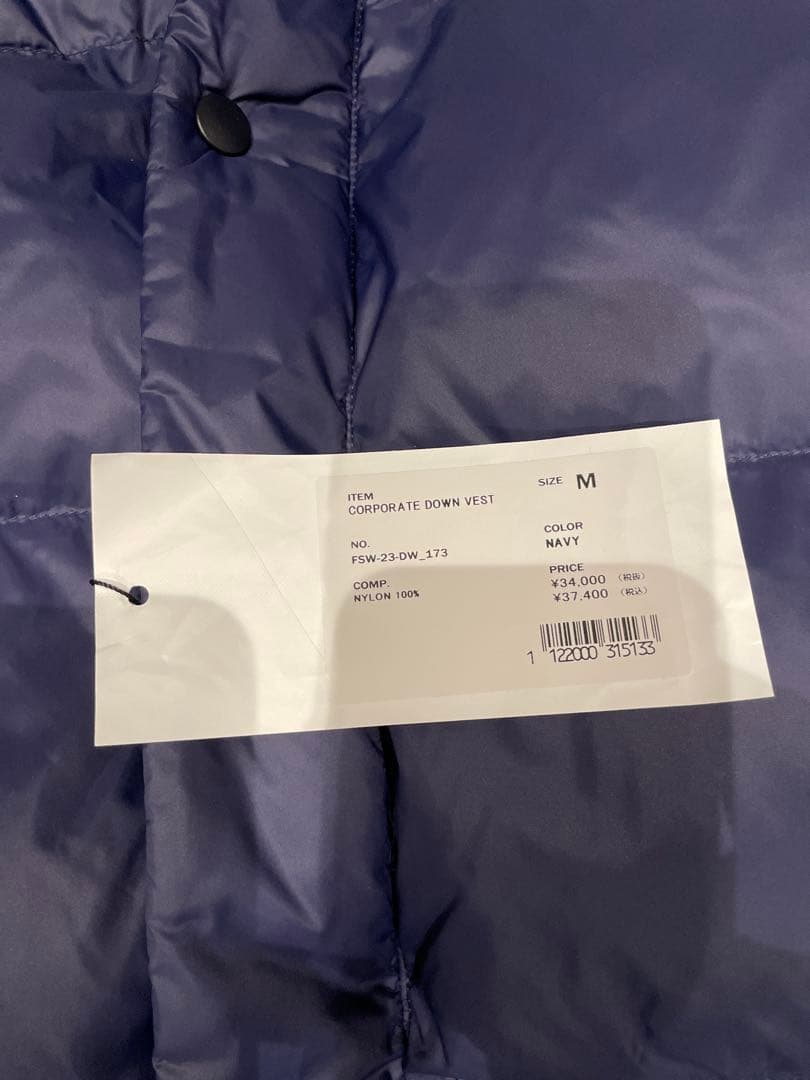 ITEM
CORPORATE DOWN VEST
SIZE M
NO.
FSW-23-DW_173
COLOR
NAVY
COMP.
NYLON 100%
PRICE
¥34,000 (税抜)
¥37,400 (税込)
1 122000 315133